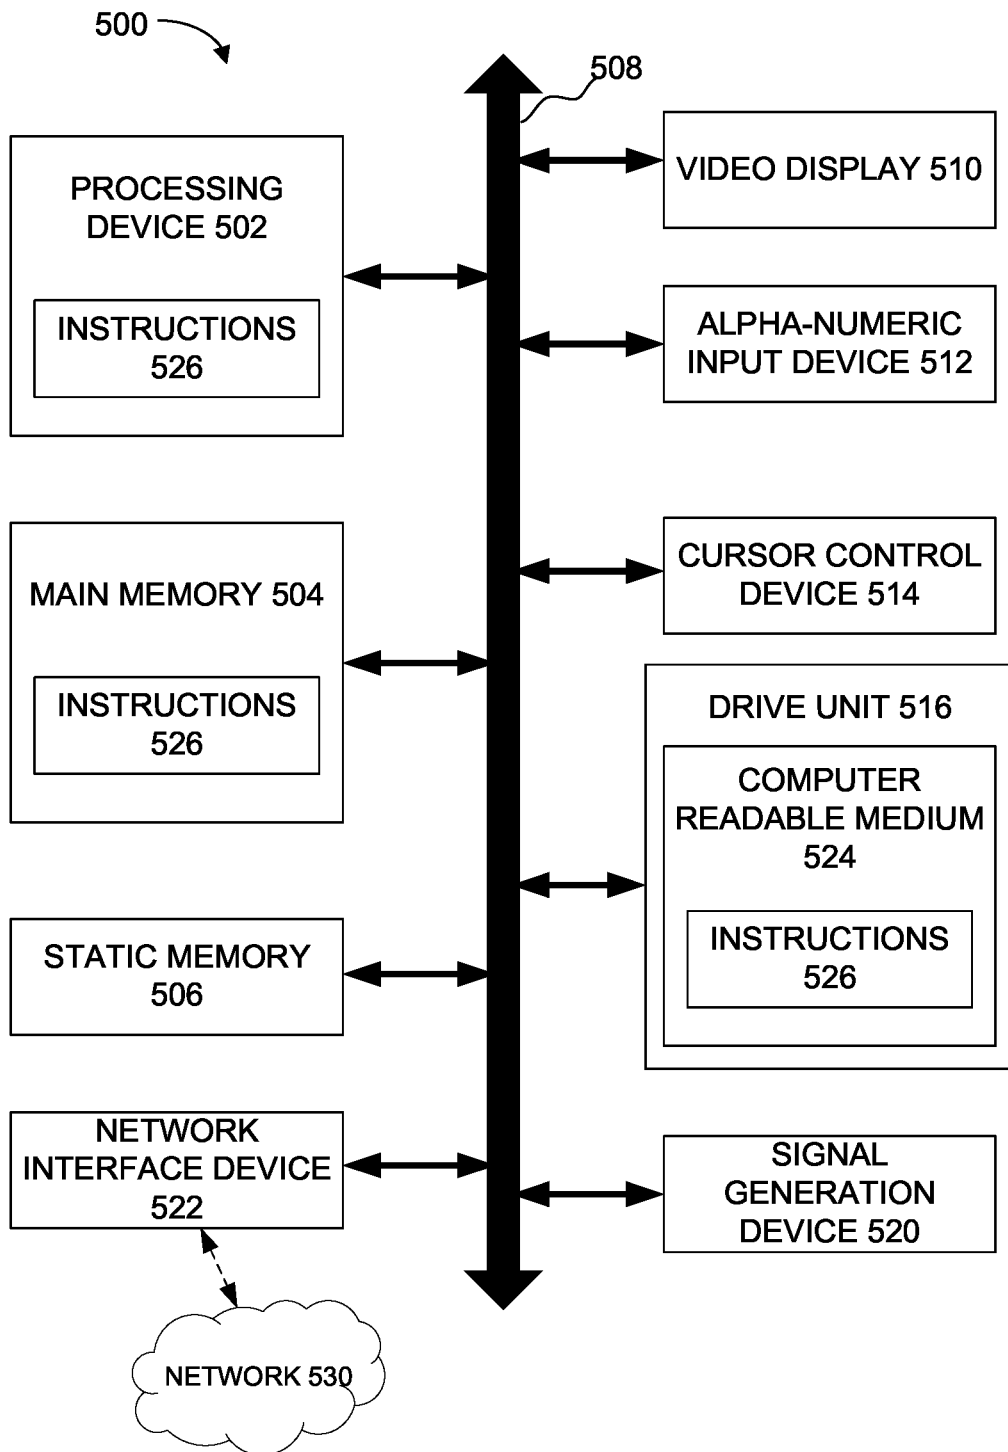 500
508
PROCESSING
DEVICE 502
INSTRUCTIONS
526
MAIN MEMORY 504
INSTRUCTIONS
526
STATIC MEMORY
506
NETWORK
INTERFACE DEVICE
522
NETWORK 530
VIDEO DISPLAY 510
ALPHA-NUMERIC
INPUT DEVICE 512
CURSOR CONTROL
DEVICE 514
DRIVE UNIT 516
COMPUTER
READABLE MEDIUM
524
INSTRUCTIONS
526
SIGNAL
GENERATION
DEVICE 520